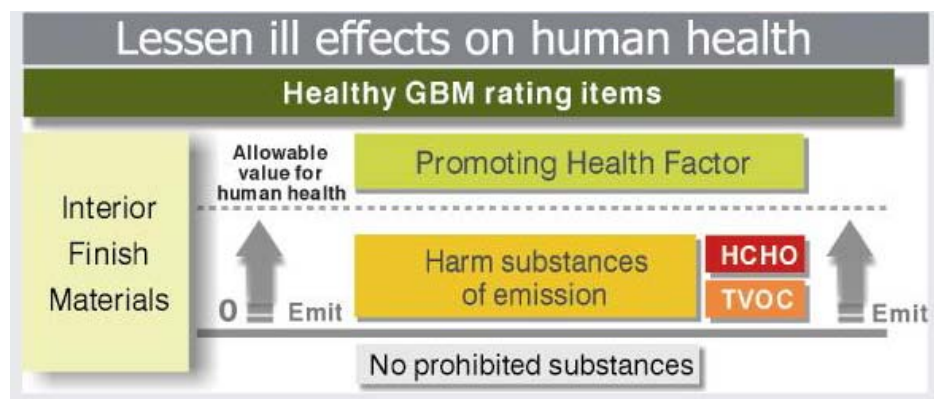 Lessen ill effects on human health
Healthy GBM rating items
Interior
Finish
Materials
Allowable
value for
human health
Promoting Health Factor
0
Emit
Harm substances
of emission
HCHO
TVOC
Emit
No prohibited substances